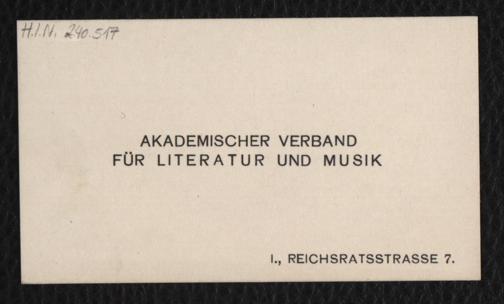 H.I.N. 240.517
AKADEMISCHER VERBAND
FÜR LITERATUR UND MUSIK
I., REICHSRATSSTRASSE 7.